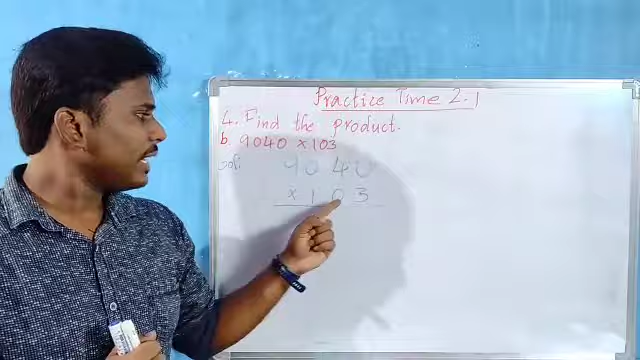 Practice Time 2.1
4. Find the product.
b. 9040 × 103
Sol:
9040
× 103